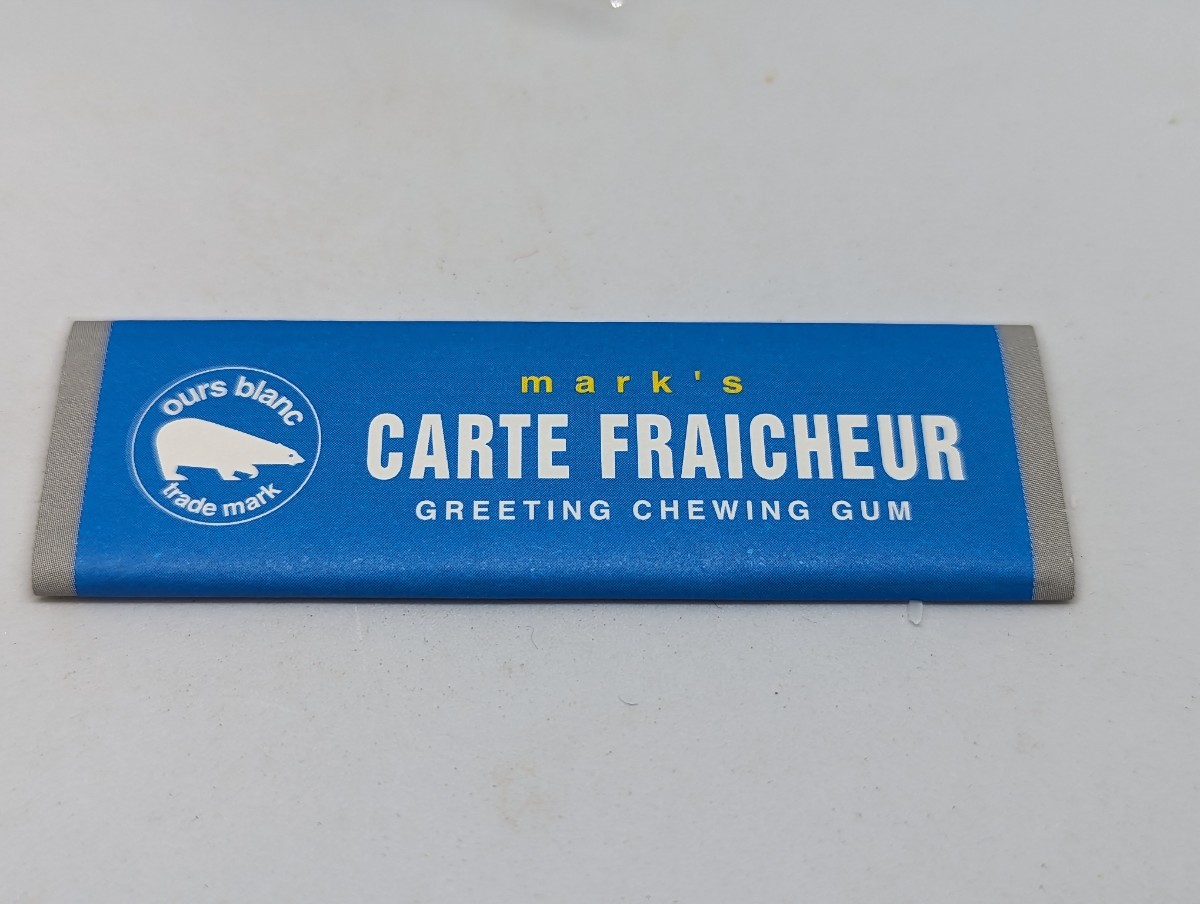 ours blanc
trade mark
mark's
CARTE FRAICHEUR
GREETING CHEWING GUM